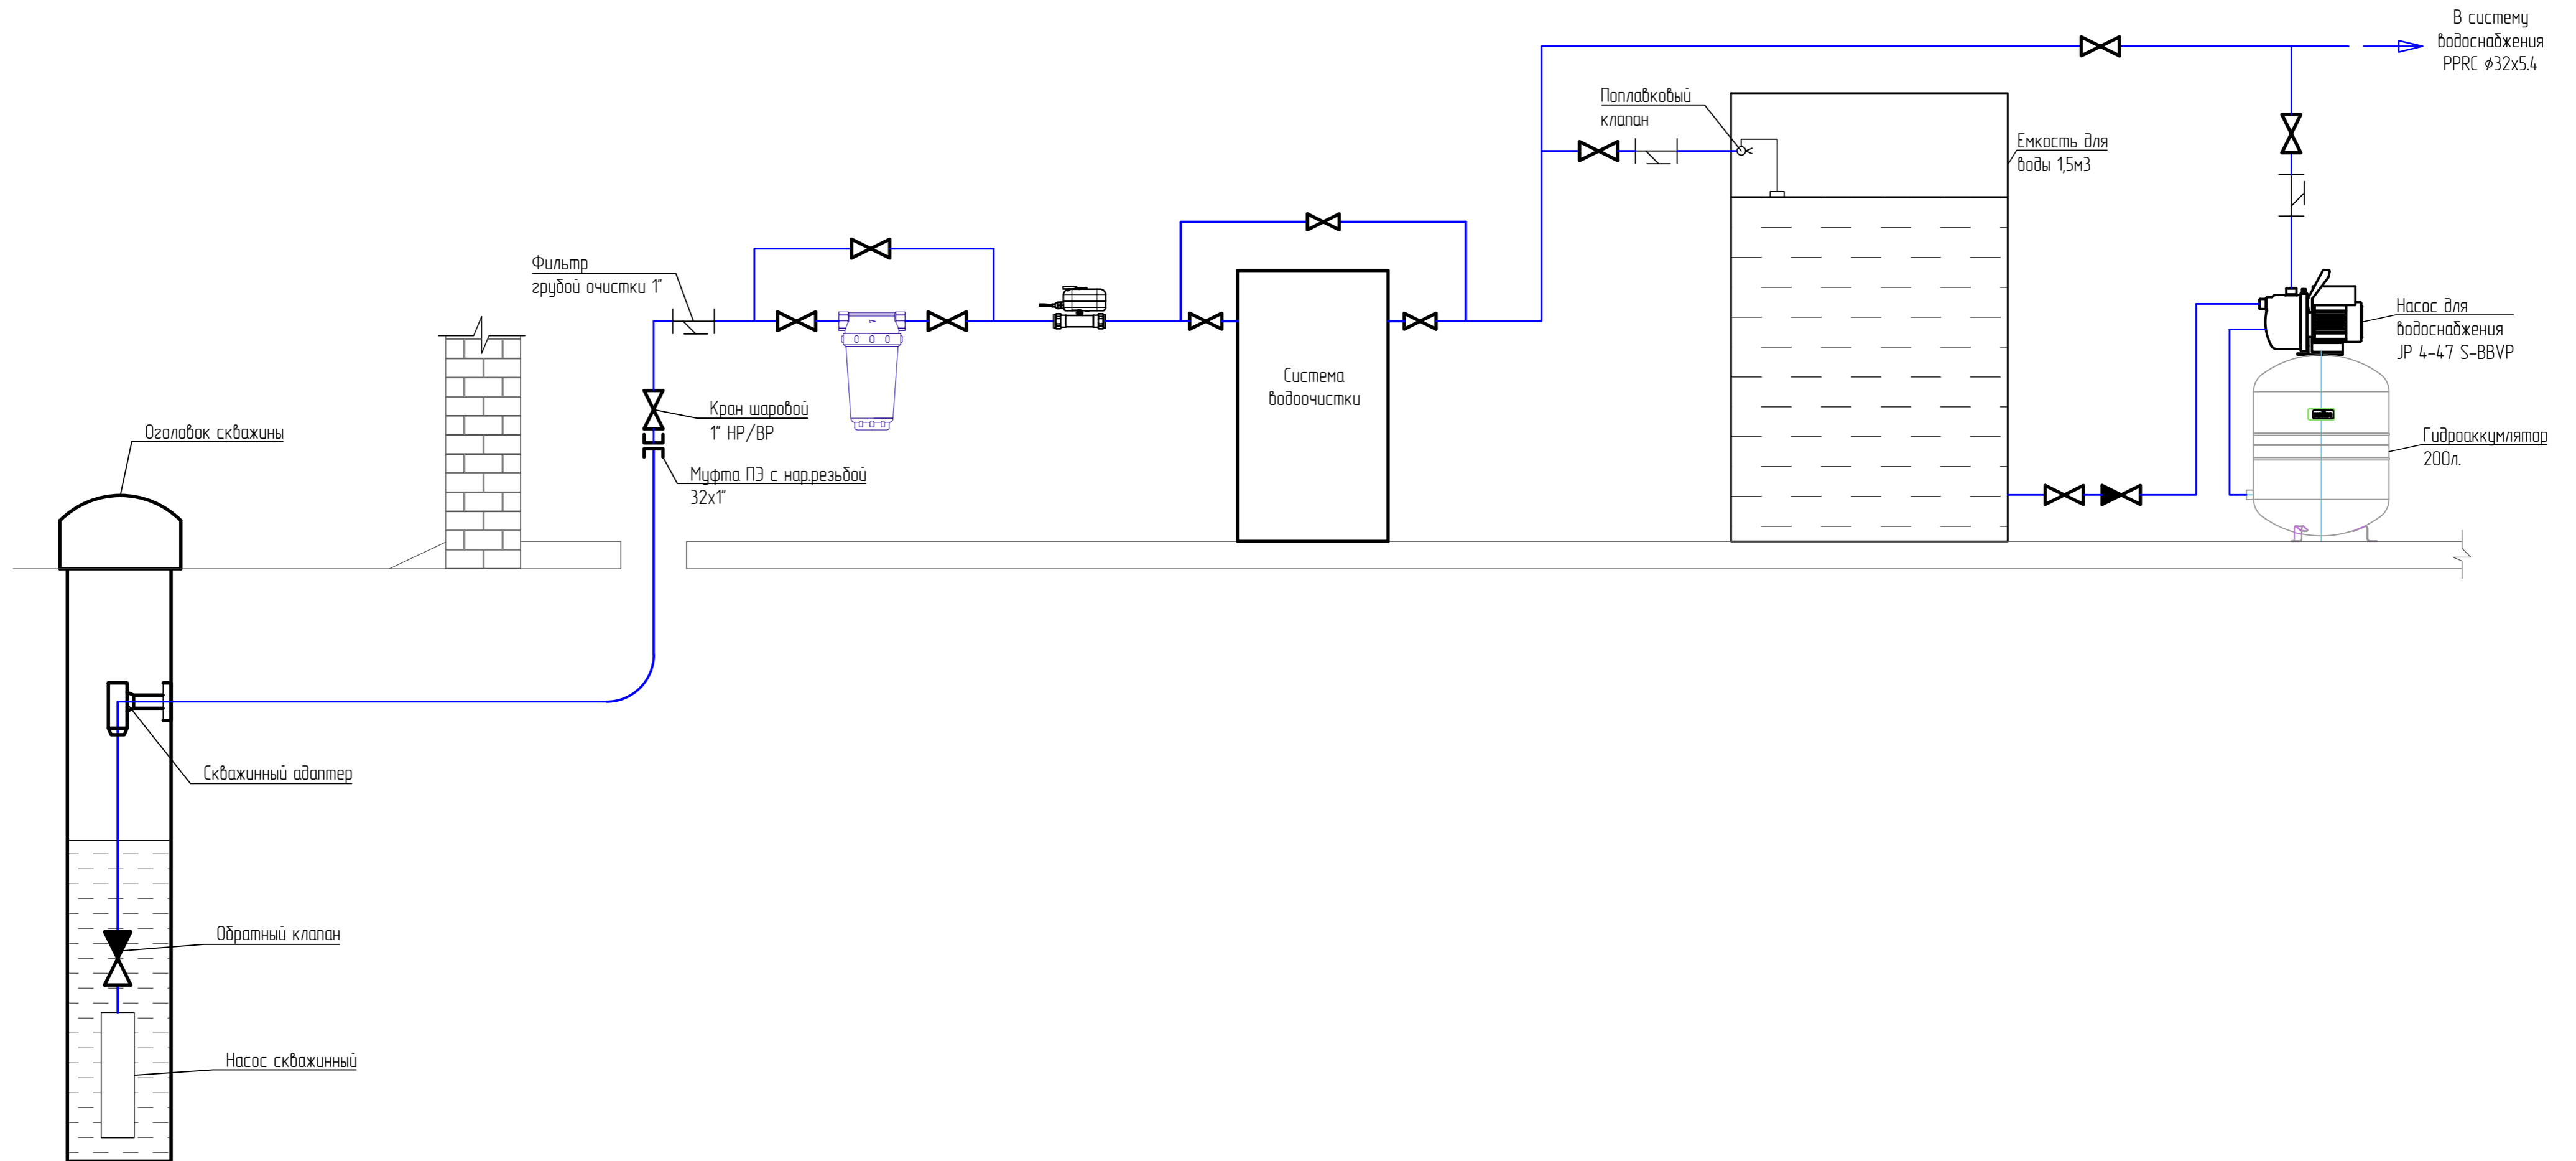 В систему
водоснабжения
PPRC ϕ32x5.4
Поплавковый
клапан
Емкость для
воды 1,5м3
Фильтр
грубой очистки 1"
Насос для
водоснабжения
JP 4-47 S-BBVP
Система
водоочистки
Кран шаровой
1" НР/ВР
Оголовок скважины
Гидроаккумлятор
200л.
Муфта ПЭ с нар.резьбой
32x1"
Скважинный адаптер
Обратный клапан
Насос скважинный